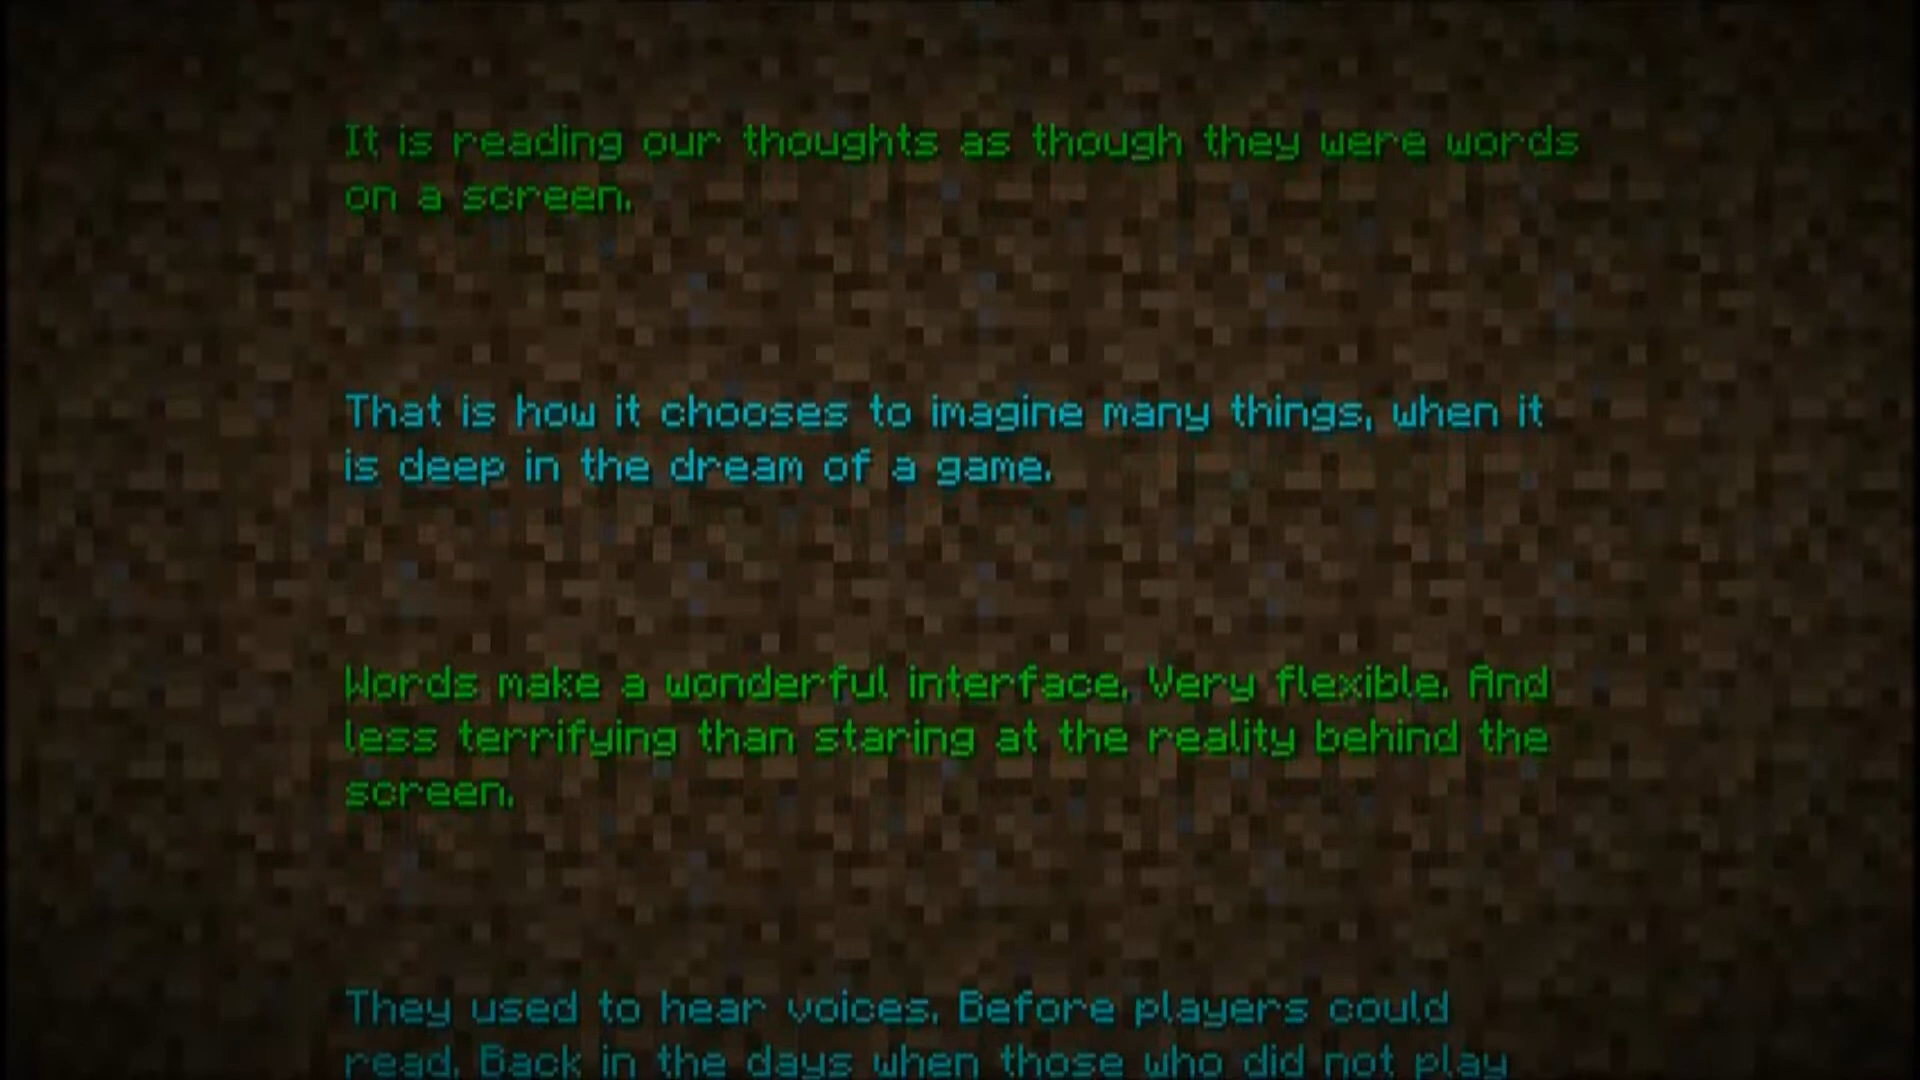 It is reading our thoughts as though they were words
on a screen.
That is how it chooses to imagine many things, when it
is deep in the dream of a game.
Words make a wonderful interface. Very flexible. And
less terrifying than staring at the reality behind the
screen.
They used to hear voices. Before players could
read. Back in the days when those who did not play